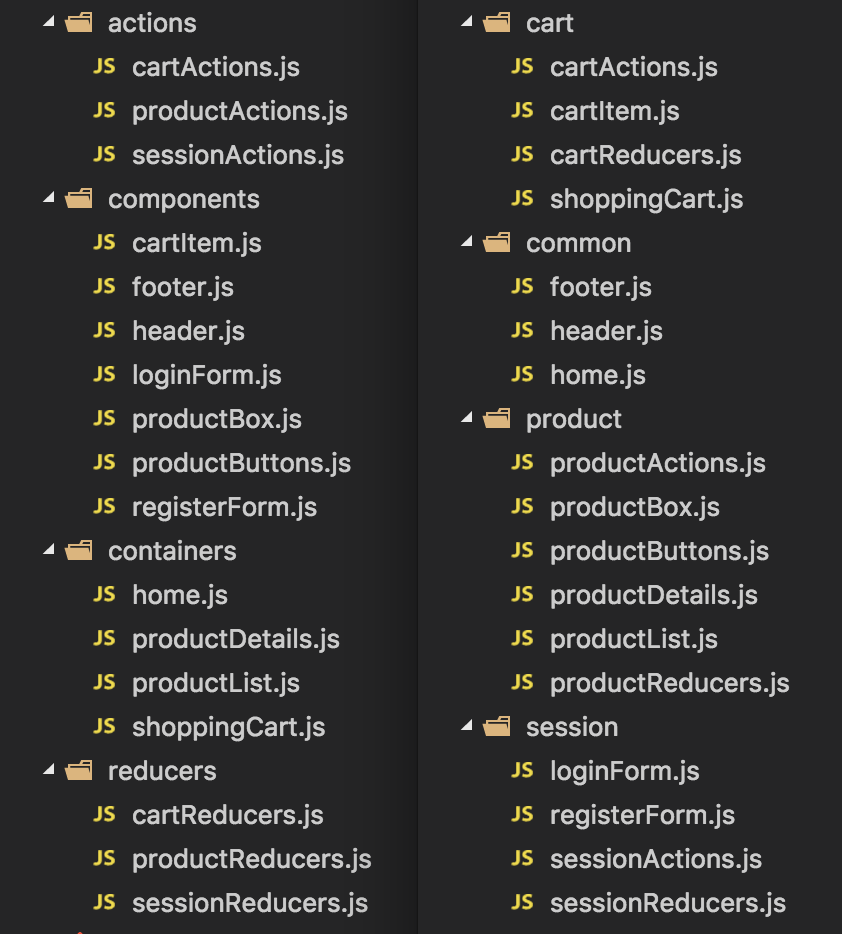 actions
JS cartActions.js
JS productActions.js
JS sessionActions.js
components
JS cartItem.js
JS footer.js
JS header.js
JS loginForm.js
JS productBox.js
JS productButtons.js
JS registerForm.js
containers
JS home.js
JS productDetails.js
JS productList.js
JS shoppingCart.js
reducers
JS cartReducers.js
JS productReducers.js
JS sessionReducers.js
cart
JS cartActions.js
JS cartItem.js
JS cartReducers.js
JS shoppingCart.js
common
JS footer.js
JS header.js
JS home.js
product
JS productActions.js
JS productBox.js
JS productButtons.js
JS productDetails.js
JS productList.js
JS productReducers.js
session
JS loginForm.js
JS registerForm.js
JS sessionActions.js
JS sessionReducers.js